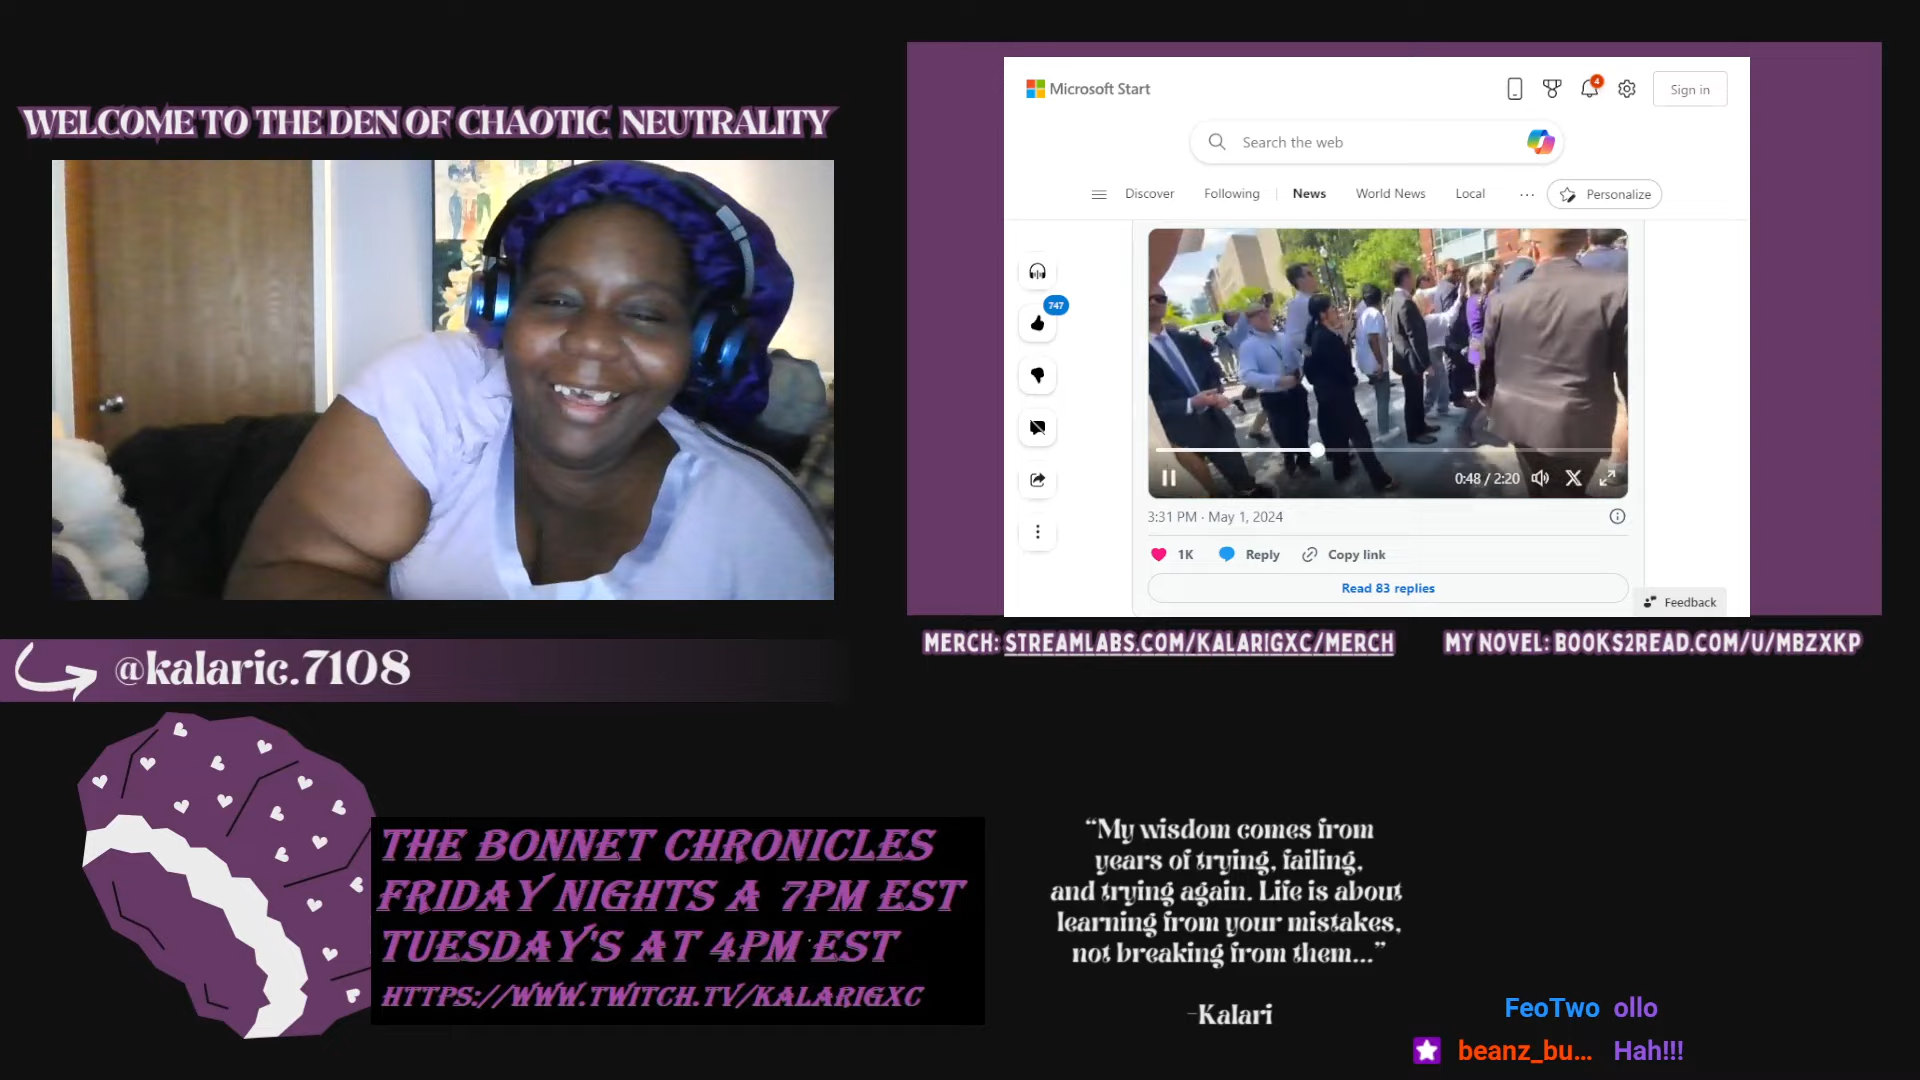 WELCOME TO THE DEN OF CHAOTIC NEUTRALITY
@kalaric.7108
THE BONNET CHRONICLES
FRIDAY NIGHTS A 7PM EST
TUESDAY'S AT 4PM EST
HTTPS://WWW.TWITCH.TV/KALARIGXC
Microsoft Start
4
Sign in
Search the web
Discover Following News World News Local ... Personalize
747
0:48 / 2:20
3:31 PM · May 1, 2024
1K Reply Copy link
Read 83 replies
Feedback
MERCH: STREAMLABS.COM/KALARIGXC/MERCH MY NOVEL: BOOKS2READ.COM/U/MBZXKP
"My wisdom comes from
years of trying, failing,
and trying again. Life is about
learning from your mistakes,
not breaking from them..."
-Kalari
FeoTwo ollo
beanz_bu... Hah!!!